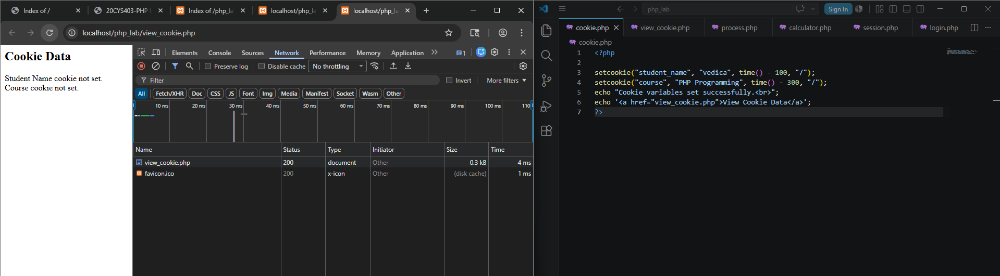 Index of /
20CYS403-PHP L
Index of /php_la
localhost/php_la
localhost/php_la
localhost/php_lab/view_cookie.php
Cookie Data
Student Name cookie not set.
Course cookie not set.
Elements Console Sources Network Performance Memory Application 1
Preserve log Disable cache No throttling
Filter Invert More filters
All Fetch/XHR Doc CSS JS Font Img Media Manifest Socket Wasm Other
10 ms 20 ms 30 ms 40 ms 50 ms 60 ms 70 ms 80 ms 90 ms 100 ms 110
Name Status Type Initiator Size Time
view_cookie.php 200 document Other 0.3 kB 4 ms
favicon.ico 200 x-icon Other (disk cache) 1 ms
php_lab Sign In
cookie.php view_cookie.php process.php calculator.php session.php login.php
cookie.php
1 <?php
2
3 setcookie("student_name", "vedica", time() - 100, "/");
4 setcookie("course", "PHP Programming", time() - 300, "/");
5 echo "Cookie variables set successfully.<br>";
6 echo '<a href="view_cookie.php">View Cookie Data</a>';
7 ?>